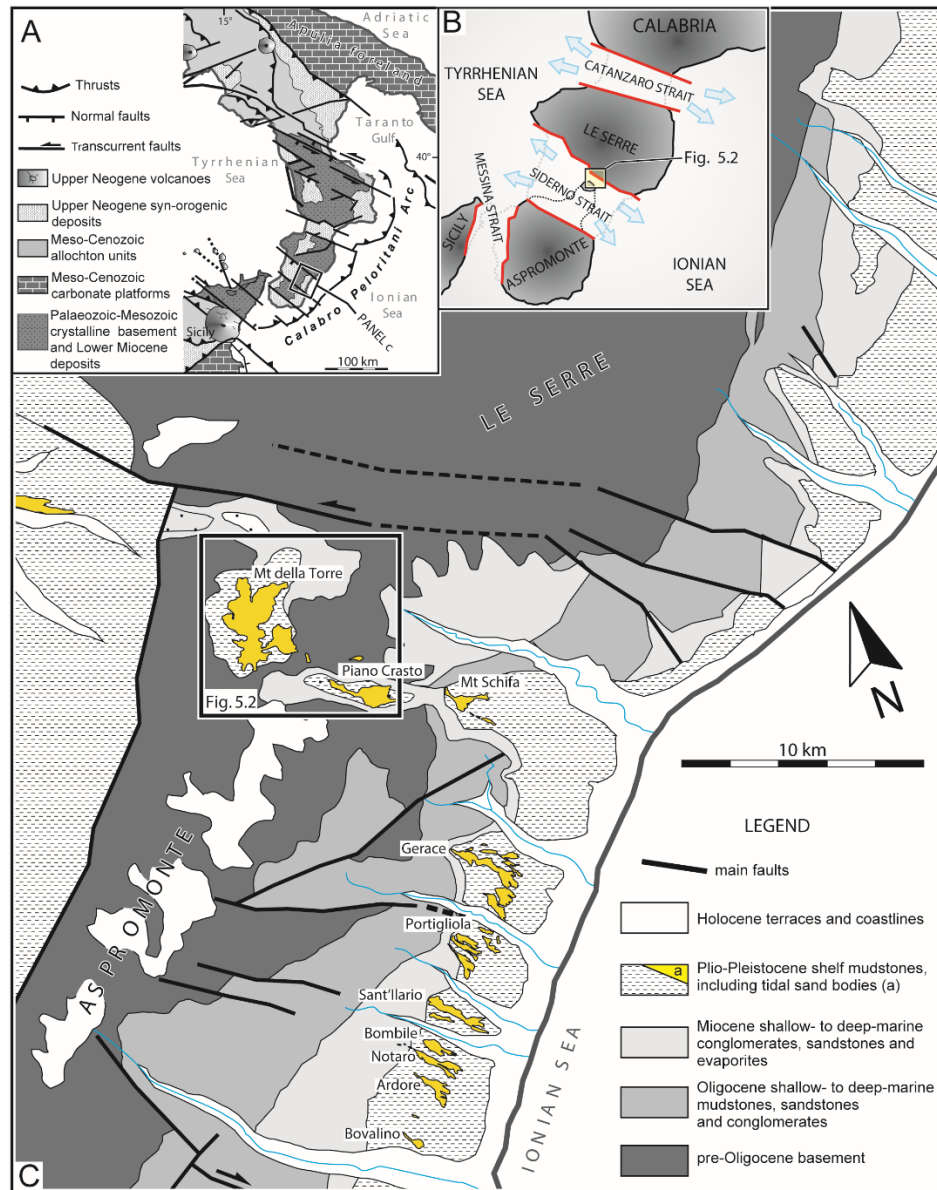 A
15°
Adriatic
Sea
Apulia foreland
Thrusts
Normal faults
Transcurrent faults
Upper Neogene volcanoes
Upper Neogene syn-orogenic
deposits
Meso-Cenozoic
allochton units
Meso-Cenozoic
carbonate platforms
Palaeozoic-Mesozoic
crystalline basement
and Lower Miocene
deposits
Taranto
Gulf
40°
Tyrrhenian
Sea
Calabro Peloritani Arc
Ionian
Sea
Sicily
PANEL C
100 km
B
CALABRIA
TYRRHENIAN
SEA
CATANZARO STRAIT
LE SERRE
Fig. 5.2
MESSINA STRAIT
SIDERNO STRAIT
SICILY
ASPROMONTE
IONIAN
SEA
LE SERRE
Mt della Torre
Piano Crasto
Fig. 5.2
Mt Schifa
N
10 km
ASPROMONTE
Gerace
Portigliola
Sant'Ilario
Bombile
Notaro
Ardore
Bovalino
IONIAN SEA
LEGEND
main faults
Holocene terraces and coastlines
a
Plio-Pleistocene shelf mudstones,
including tidal sand bodies (a)
Miocene shallow- to deep-marine
conglomerates, sandstones and
evaporites
Oligocene shallow- to deep-marine
mudstones, sandstones
and conglomerates
pre-Oligocene basement
C